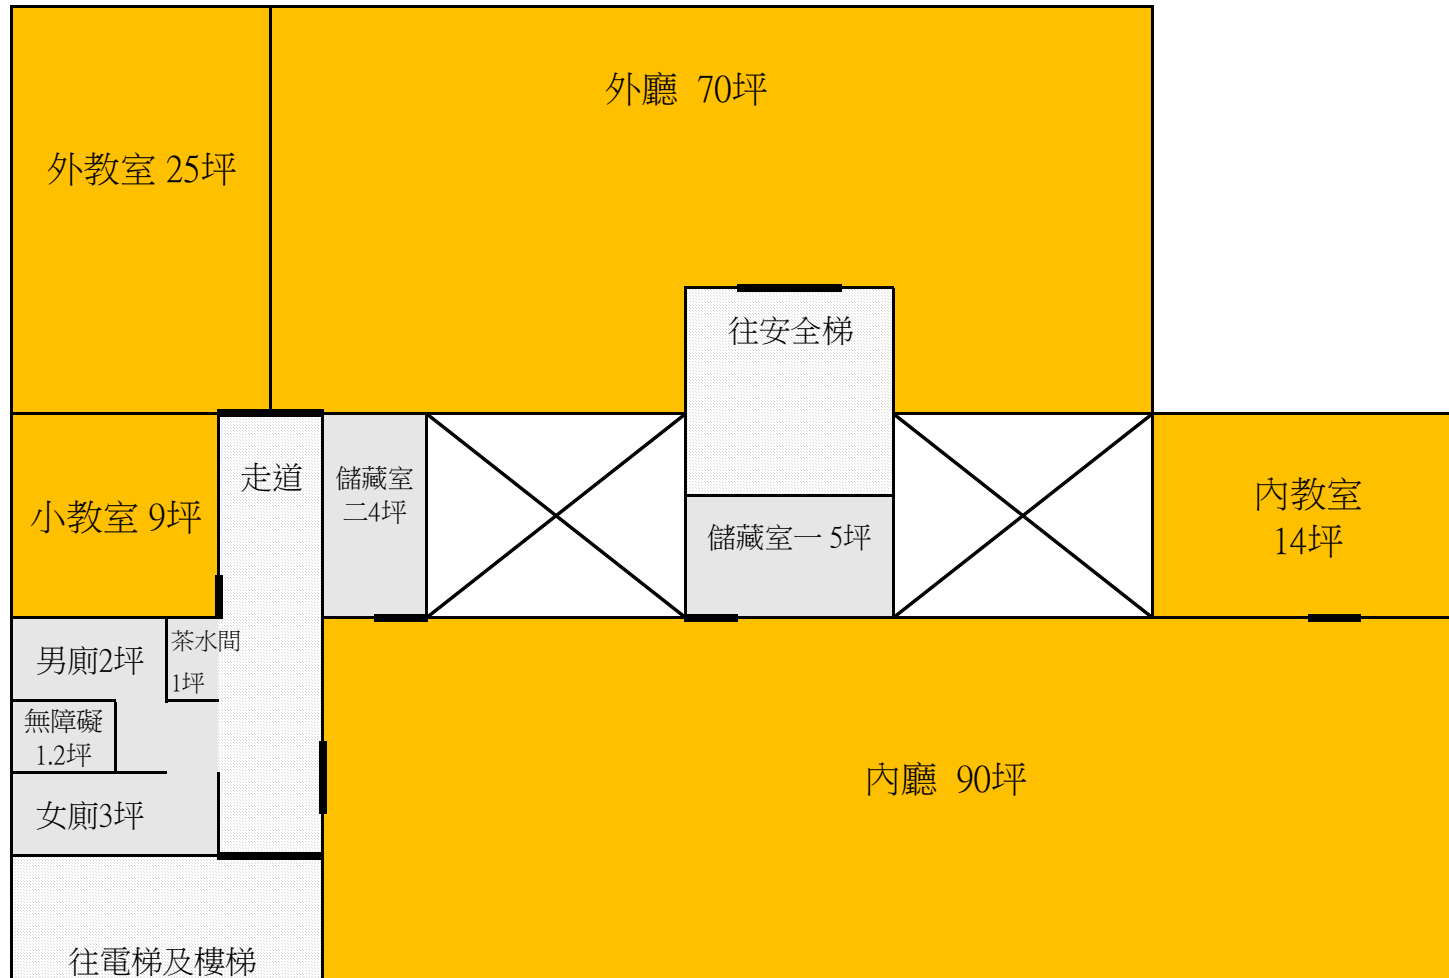 外廳 70坪
外教室 25坪
往安全梯
走道
儲藏室
二4坪
小教室 9坪
儲藏室一 5坪
內教室
14坪
茶水間
1坪
男廁2坪
無障礙
1.2坪
女廁3坪
內廳 90坪
往電梯及樓梯